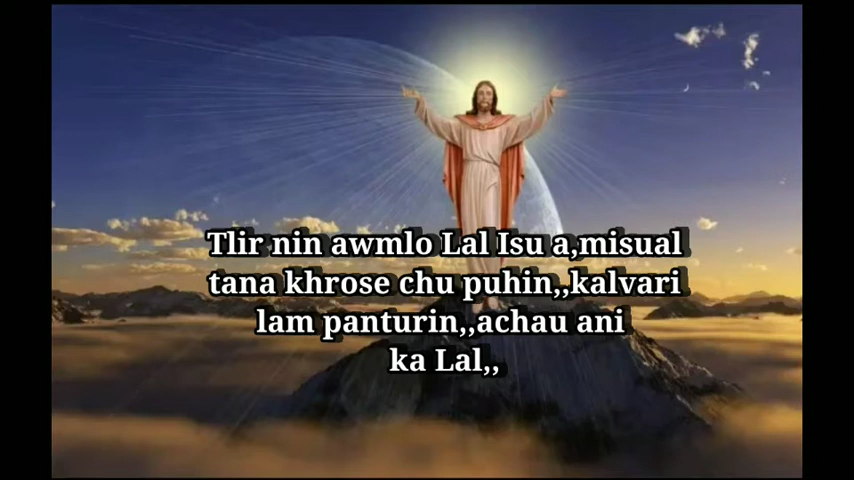 Tlir nin awmlo Lal Isu a,misual
tana khrose chu puhin,,kalvari
lam panturin,,achau ani
ka Lal,,